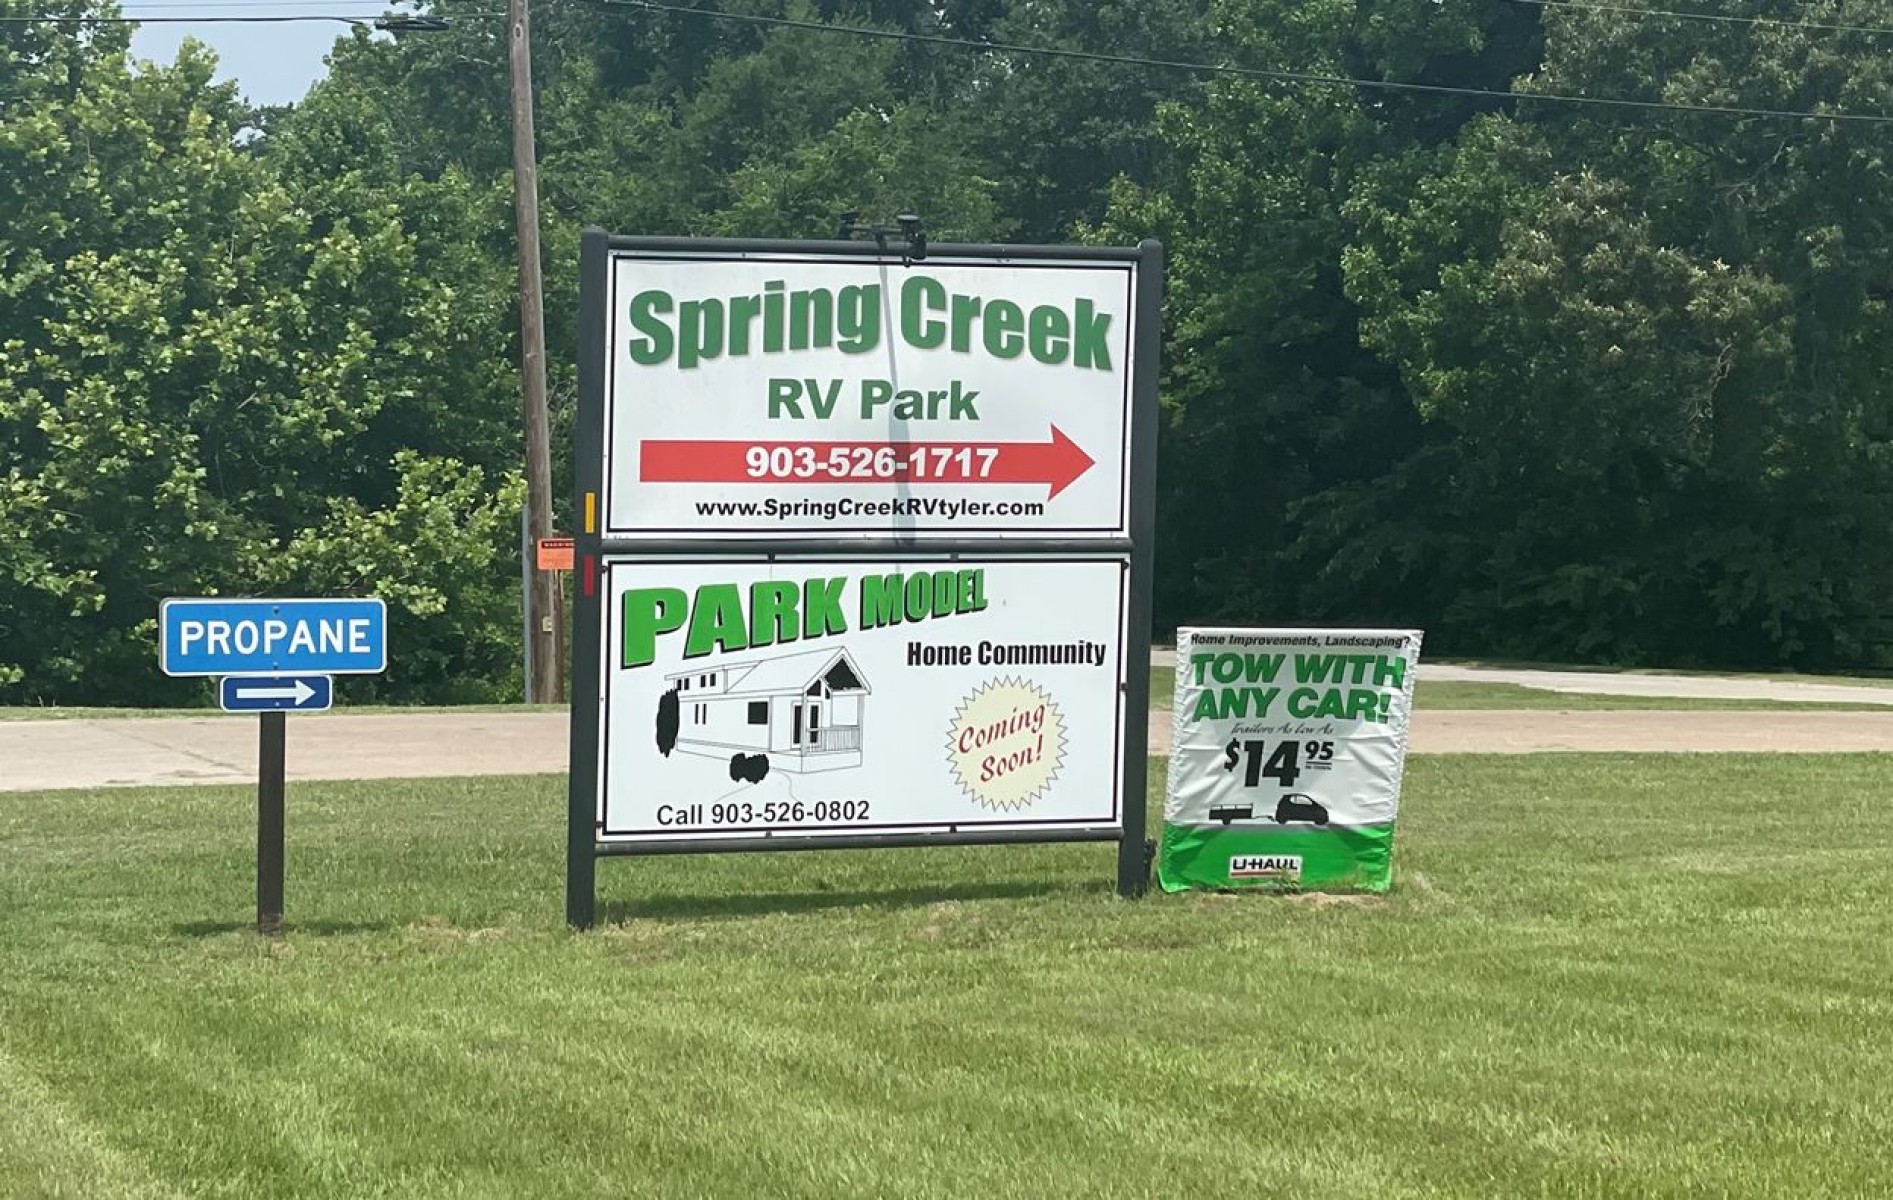 Spring Creek
RV Park
903-526-1717
www.SpringCreekRVtyler.com
PARK MODEL
Home Community
Coming
Soon!
Call 903-526-0802
PROPANE
Home Improvements, Landscaping?
TOW WITH
ANY CAR!
Trailers As Low As
$14 95
U-HAUL